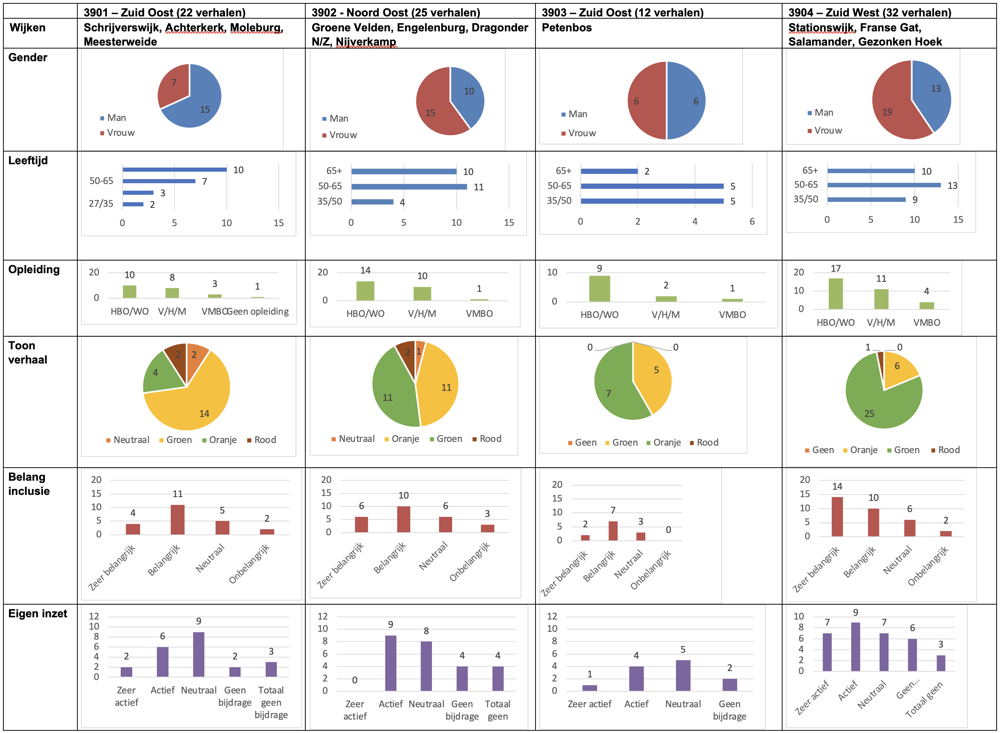 3901 – Zuid Oost (22 verhalen)
3902 - Noord Oost (25 verhalen)
3903 – Zuid Oost (12 verhalen)
3904 – Zuid West (32 verhalen)
Wijken
Schrijverswijk, Achterkerk, Moleburg,
Meesterweide
Groene Velden, Engelenburg, Dragonder
N/Z, Nijverkamp
Petenbos
Stationswijk, Franse Gat,
Salamander, Gezonken Hoek
Gender
7
15
Man
Vrouw
10
15
Man
Vrouw
6
6
Man
Vrouw
13
19
Man
Vrouw
Leeftijd
10
50-65
7
3
27/35
2
0 5 10 15
65+
10
50-65
11
35/50
4
0 5 10 15
65+
2
50-65
5
35/50
5
0 2 4 6
65+
10
50-65
13
35/50
9
0 5 10 15
Opleiding
20
0
10 8 3 1
HBO/WO V/H/M VMBO Geen opleiding
20
0
14 10 1
HBO/WO V/H/M VMBO
10
0
9 2 1
HBO/WO V/H/M VMBO
20
10
0
17 11 4
HBO/WO V/H/M VMBO
Toon
verhaal
2 2
4
14
Neutraal Groen Oranje Rood
2 1
11
11
Neutraal Oranje Groen Rood
0 0
5
7
Geen Groen Oranje Rood
1 0
6
25
Geen Oranje Groen Rood
Belang
inclusie
20
15
10
5
0
4 11 5 2
Zeer belangrijk Belangrijk Neutraal Onbelangrijk
20
15
10
5
0
6 10 6 3
Zeer belangrijk Belangrijk Neutraal Onbelangrijk
20
15
10
5
0
2 7 3 0
Zeer belangrijk Belangrijk Neutraal Onbelangrijk
20
15
10
5
0
14 10 6 2
Zeer belangrijk Belangrijk Neutraal Onbelangrijk
Eigen inzet
12
10
8
6
4
2
0
2 6 9 2 3
Zeer Actief Neutraal Geen Totaal
actief bijdrage geen
bijdrage
12
10
8
6
4
2
0
0 9 8 4 4
Zeer Actief Neutraal Geen Totaal
actief bijdrage geen
12
10
8
6
4
2
0
1 4 5 2
Zeer actief Actief Neutraal Geen
bijdrage
10
8
6
4
2
0
7 9 7 6 3
Zeer actief Actief Neutraal Geen... Totaal geen